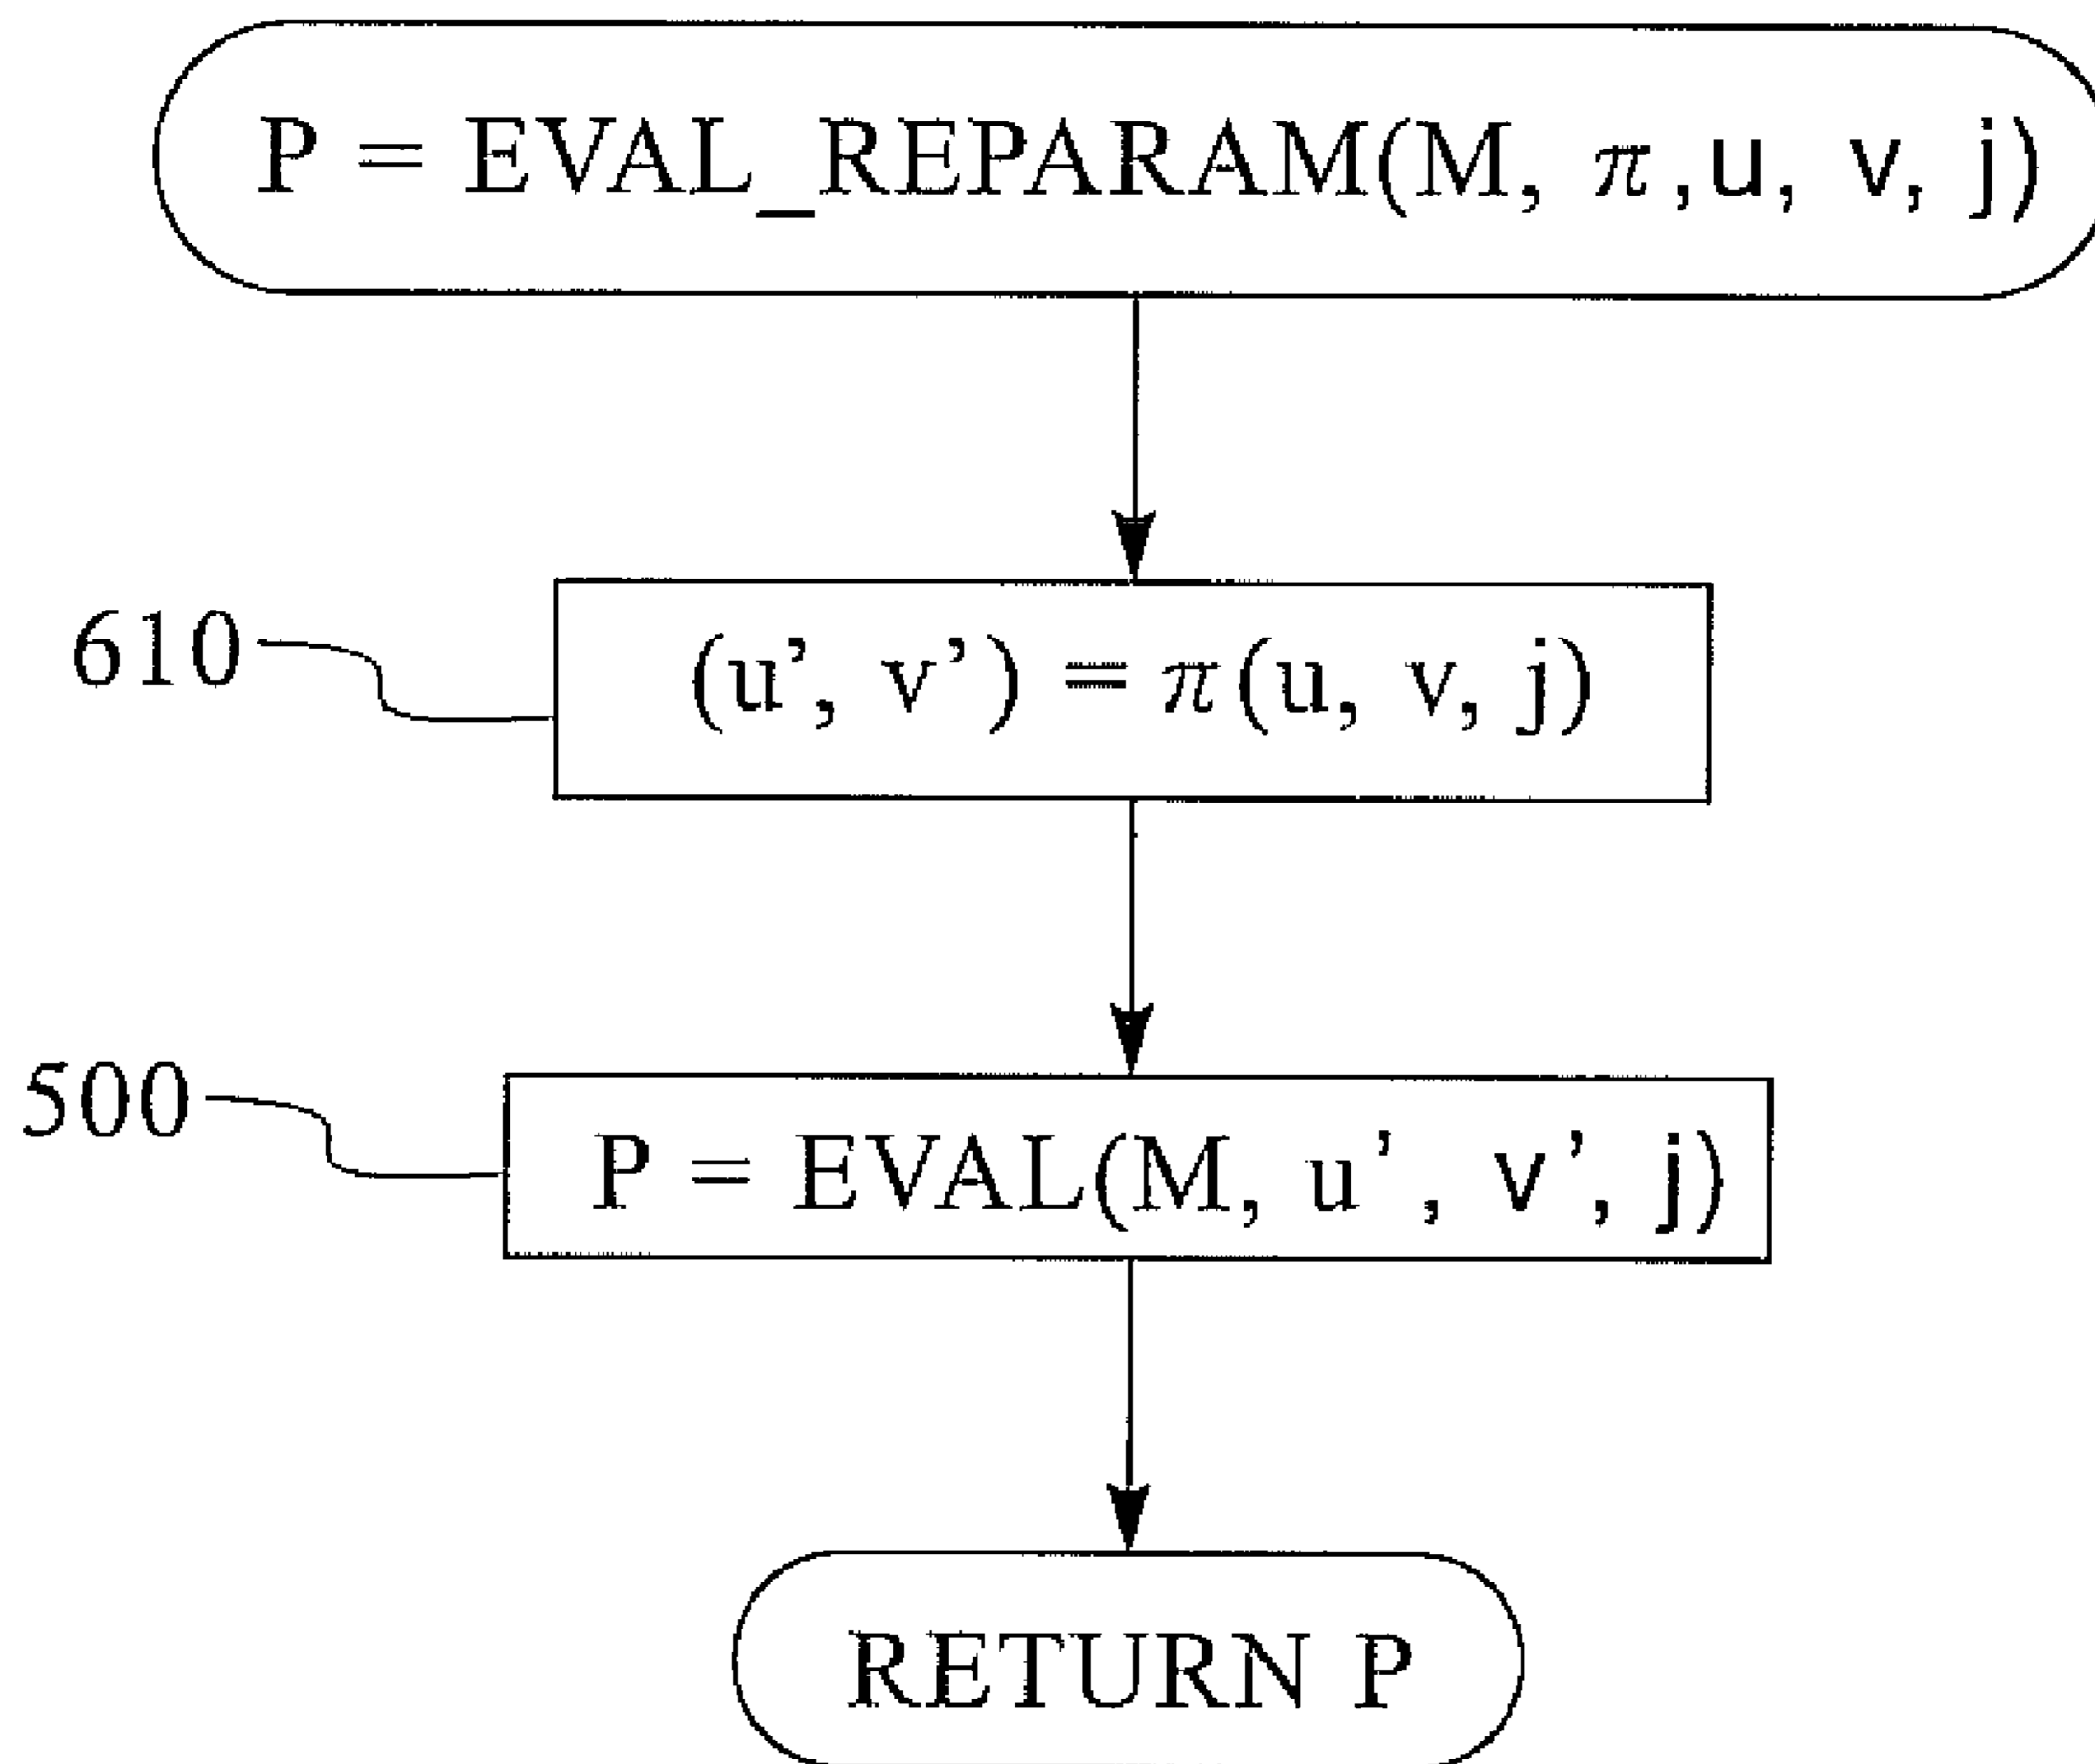 P = EVAL_REPARAM(M, π,u, v, j)
610
(u’, v’) = π(u, v, j)
500
P = EVAL(M, u’, v’, j)
RETURN P